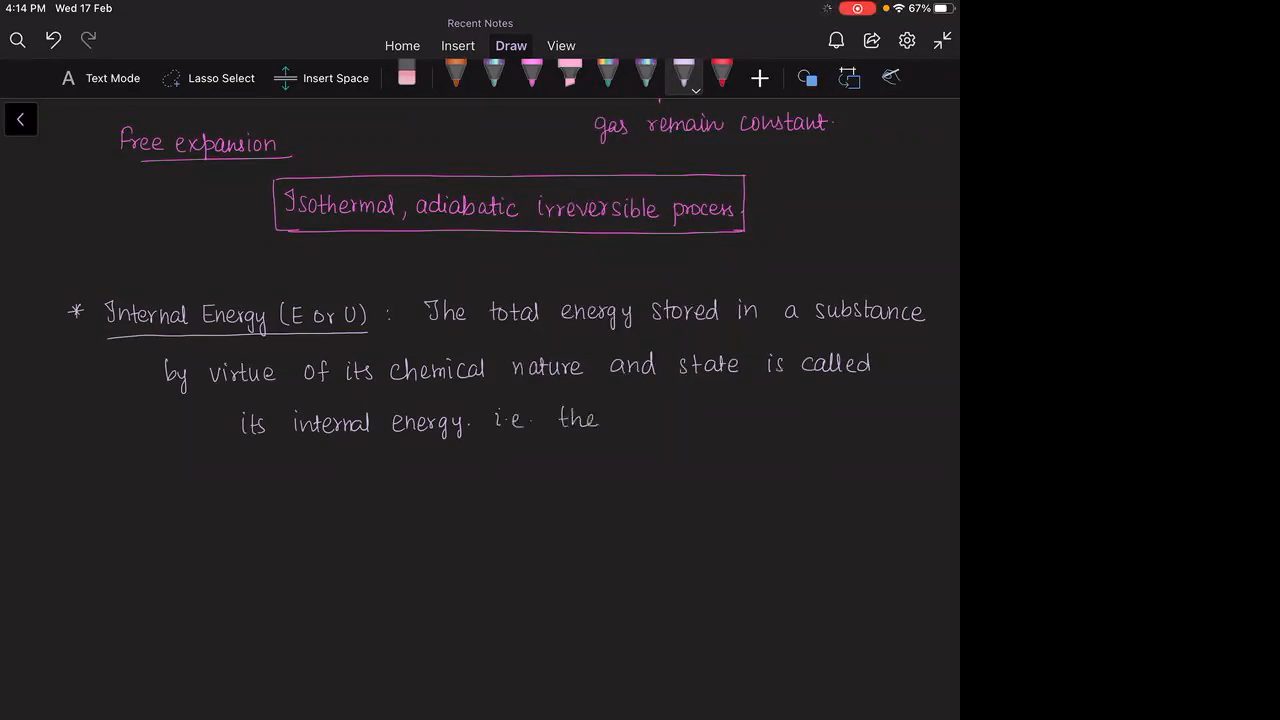 4:14 PM Wed 17 Feb
67%
Recent Notes
Home Insert Draw View
Text Mode Lasso Select Insert Space
gas remain constant.
free expansion
Isothermal, adiabatic irreversible process.
* Internal Energy (E or U) : The total energy stored in a substance
by virtue of its chemical nature and state is called
its internal energy. i.e. the